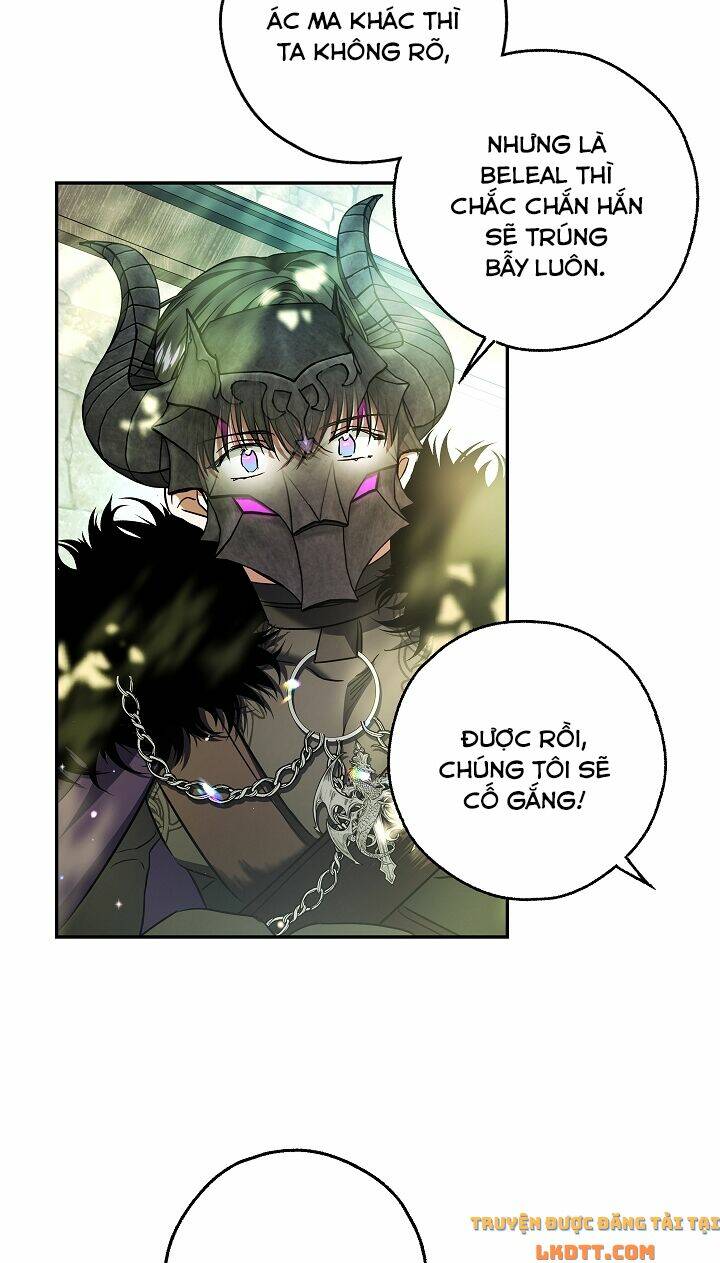 ÁC MA KHÁC THÌ
TA KHÔNG RÕ,
NHƯNG LÀ
BELEAL THÌ
CHẮC CHẮN HẮN
SẼ TRÚNG
BẪY LUÔN.
ĐƯỢC RỒI,
CHÚNG TÔI SẼ
CỐ GẮNG!
TRUYỆN ĐƯỢC ĐĂNG TẢI TẠI
LKDTT.COM